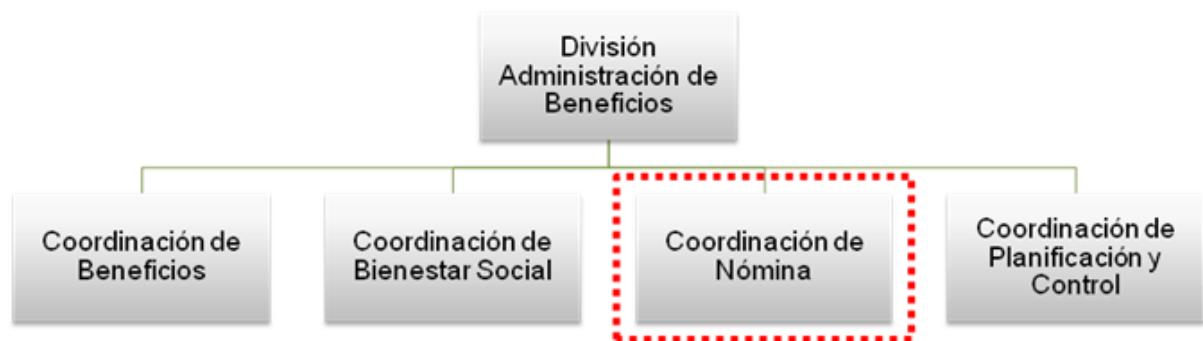 División
Administración de
Beneficios
Coordinación de
Beneficios
Coordinación de
Bienestar Social
Coordinación de
Nómina
Coordinación de
Planificación y
Control